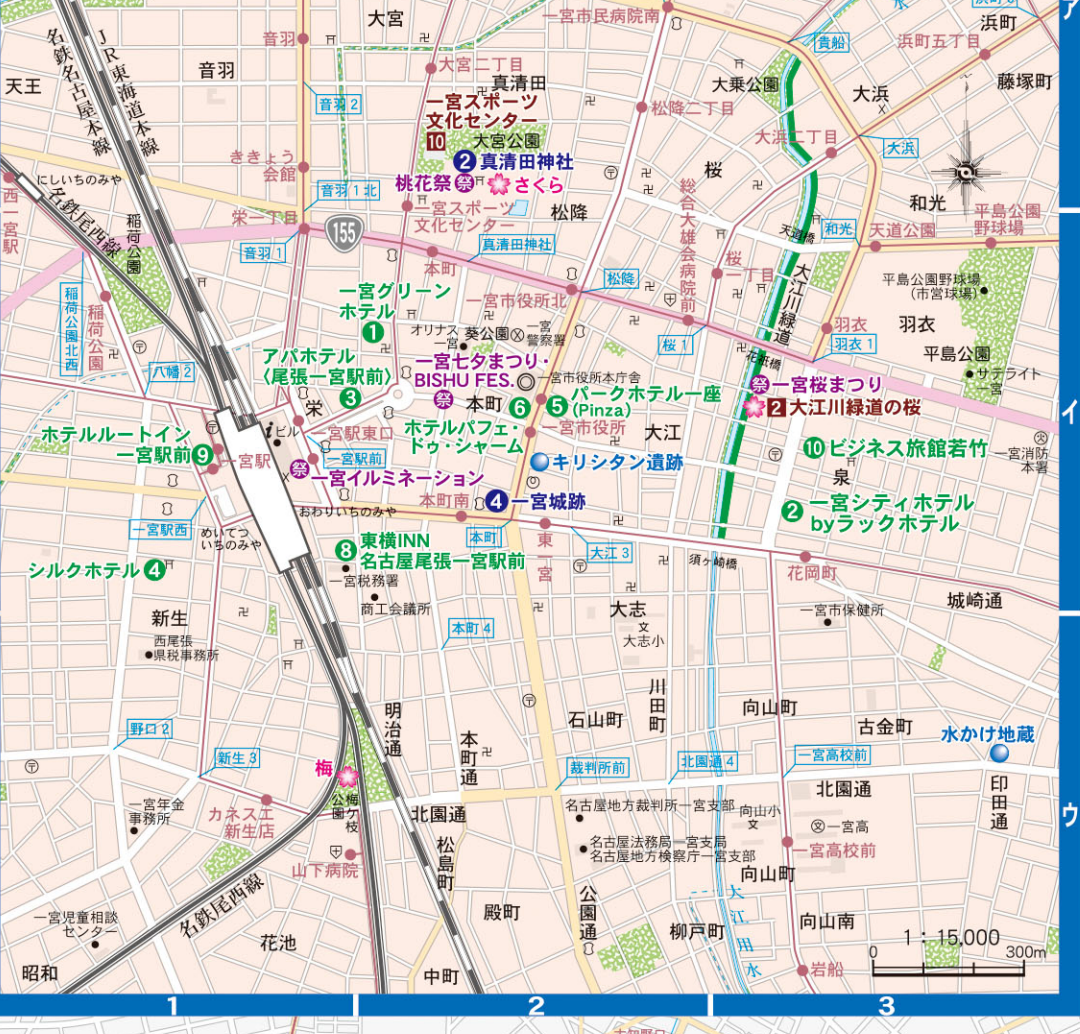 大宮
一宮市民病院南
浜町
ア
音羽
貴船
浜町五丁目
名鉄名古屋本線
JR東海道本線
天王
音羽
大宮二丁目
真清田
大乗公園
大浜
藤塚町
音羽2
一宮スポーツ
文化センター
10
大宮公園
松降二丁目
大浜二丁目
大浜
ききょう
会館
2 真清田神社
桜
にしいちのみや
西一宮駅
名鉄尾西線
音羽1北
桃花祭 祭
さくら
総合大雄会病院前
和光
栄一丁目
一宮スポーツ
文化センター
松降
平島公園
野球場
稲荷公園
155
真清田神社
天道橋
和光
天道公園
音羽1
本町
桜
一丁目
稲荷公園北西
稲荷公園
一宮グリーン
ホテル
1
一宮市役所北
松降
大江川緑道
平島公園野球場
(市営球場)
オリナス
一宮
葵公園
一宮
警察署
桜1
羽衣
羽衣
羽衣1
花祇橋
平島公園
八幡2
アパホテル
〈尾張一宮駅前〉
3
一宮七夕まつり・
BISHU FES.
祭
一宮市役所本庁舎
サテライト
一宮
祭 一宮桜まつり
2 大江川緑道の桜
イ
栄
本町
6
5 パークホテル一座
(Pinza)
ホテルルートイン
一宮駅前 9
iビル
一宮駅東口
ホテルパフェ・
ドゥ・シャーム
一宮市役所
大江
10 ビジネス旅館若竹
一宮消防
本署
一宮駅
一宮駅前
キリシタン遺跡
泉
祭
一宮イルミネーション
本町南
4 一宮城跡
2 一宮シティホテル
byラックホテル
一宮駅西
めいてつ
いちのみや
おわりいちのみや
本町
東一宮
大江3
須ヶ崎橋
シルクホテル 4
8 東横INN
名古屋尾張一宮駅前
花岡町
一宮税務署
商工会議所
城崎通
新生
大志
文
大志小
一宮市保健所
西尾張
県税事務所
本町4
川田町
向山町
明治通
石山町
古金町
水かけ地蔵
野口2
本町通
新生3
裁判所前
北園通4
一宮高校前
梅
梅ケ枝
公園
北園通
北園通
印田通
一宮年金
事務所
カネスエ
新生店
名古屋地方裁判所一宮支部
向山小
文
一宮高
ウ
松島町
名古屋法務局一宮支局
名古屋地方検察庁一宮支部
一宮高校前
山下病院
向山町
名鉄尾西線
公園通
大江用水
一宮児童相談
センター
殿町
柳戸町
向山南
花池
1:15,000
0
300m
昭和
中町
岩船
1
2
3